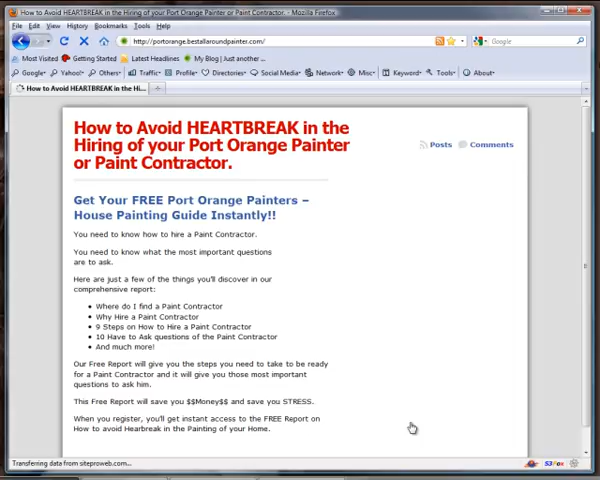 How to Avoid HEARTBREAK in the Hiring of your Port Orange Painter or Paint Contractor. - Mozilla Firefox
File Edit View History Bookmarks Tools Help
http://portorange.bestallaroundpainter.com/
Google
Most Visited Getting Started Latest Headlines My Blog | Just another ...
Google Yahoo! Others Traffic Profile Directories Social Media Network Misc Keyword Tools About
How to Avoid HEARTBREAK in the Hi...
How to Avoid HEARTBREAK in the
Hiring of your Port Orange Painter
or Paint Contractor.
Posts Comments
Get Your FREE Port Orange Painters –
House Painting Guide Instantly!!
You need to know how to hire a Paint Contractor.
You need to know what the most important questions
are to ask.
Here are just a few of the things you'll discover in our
comprehensive report:
• Where do I find a Paint Contractor
• Why Hire a Paint Contractor
• 9 Steps on How to Hire a Paint Contractor
• 10 Have to Ask questions of the Paint Contractor
• And much more!
Our Free Report will give you the steps you need to take to be ready
for a Paint Contractor and it will give you those most important
questions to ask him.
This Free Report will save you $$Money$$ and save you STRESS.
When you register, you'll get instant access to the FREE Report on
How to avoid Hearbreak in the Painting of your Home.
Transferring data from siteproweb.com...
S3Fox